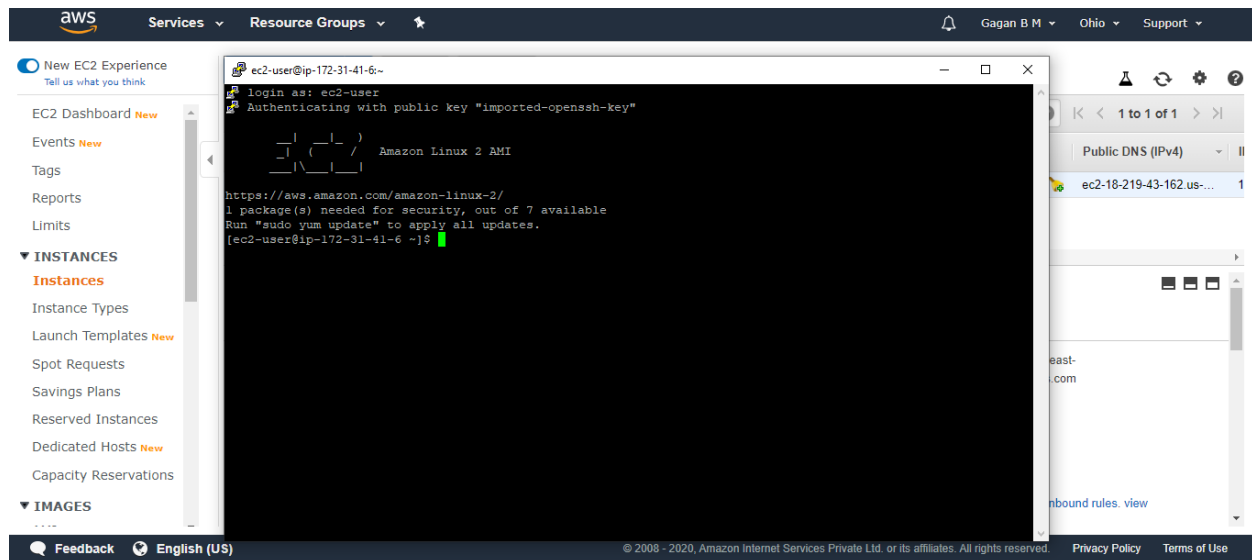 aws Services Resource Groups Gagan B M Ohio Support
New EC2 Experience
Tell us what you think
EC2 Dashboard New
Events New
Tags
Reports
Limits
INSTANCES
Instances
Instance Types
Launch Templates New
Spot Requests
Savings Plans
Reserved Instances
Dedicated Hosts New
Capacity Reservations
IMAGES
ec2-user@ip-172-31-41-6:~
login as: ec2-user
Authenticating with public key "imported-openssh-key"
__| __|_ )
_| ( / Amazon Linux 2 AMI
___|\___|___|
https://aws.amazon.com/amazon-linux-2/
1 package(s) needed for security, out of 7 available
Run "sudo yum update" to apply all updates.
[ec2-user@ip-172-31-41-6 ~]$
1 to 1 of 1
Public DNS (IPv4)
ec2-18-219-43-162.us-...
east-
.com
inbound rules. view
Feedback English (US) © 2008 - 2020, Amazon Internet Services Private Ltd. or its affiliates. All rights reserved. Privacy Policy Terms of Use